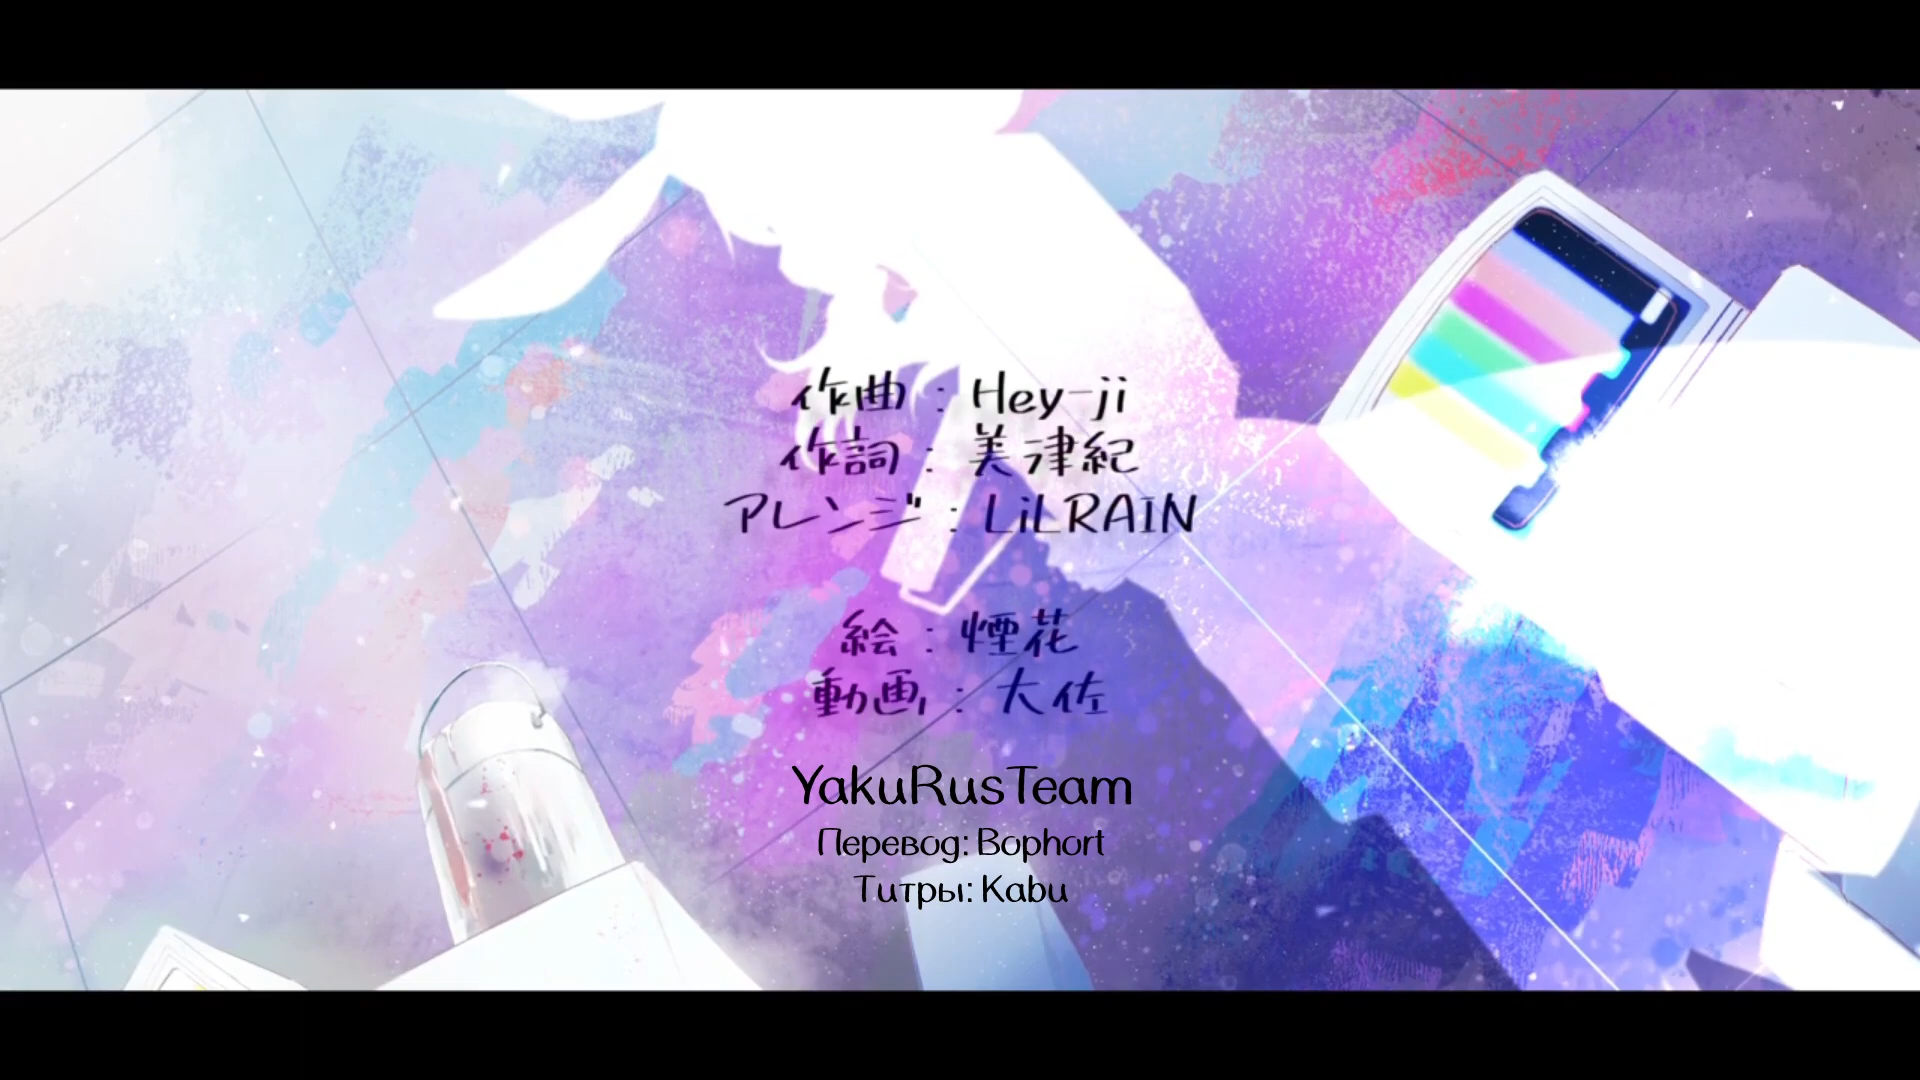 作曲 : Hey-ji
作詞 : 美津紀
アレンジ : LiLRAIN
絵 : 煙花
動画 : 大佐
YakuRusTeam
Перевод: Bophort
Титры: Kabu